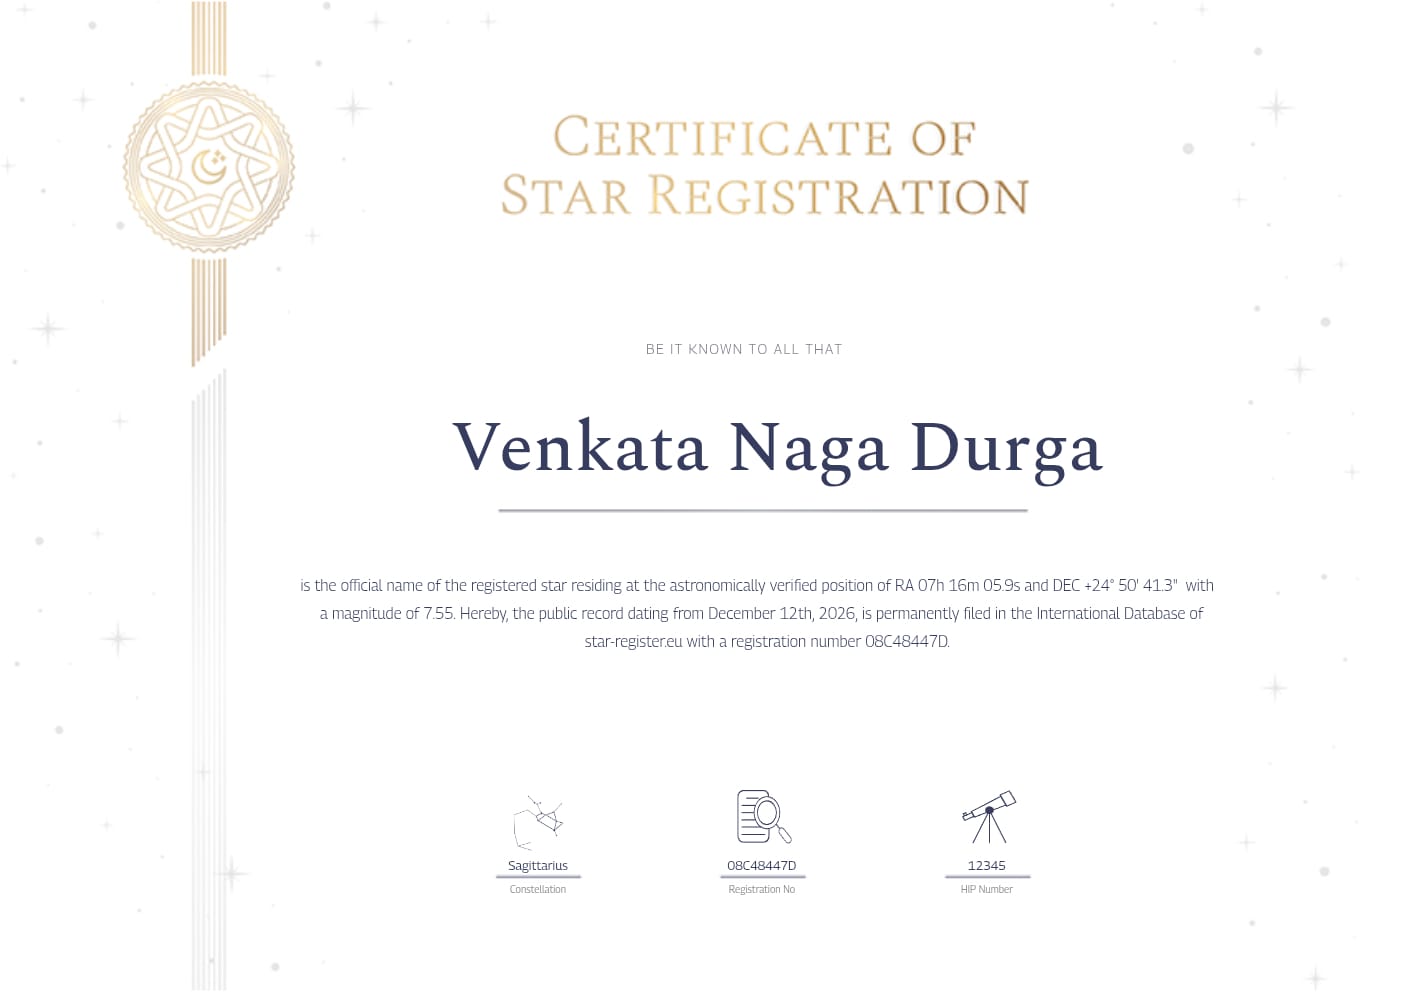 CERTIFICATE OF
STAR REGISTRATION
BE IT KNOWN TO ALL THAT
Venkata Naga Durga
is the official name of the registered star residing at the astronomically verified position of RA 07h 16m 05.9s and DEC +24° 50' 41.3" with
a magnitude of 7.55. Hereby, the public record dating from December 12th, 2026, is permanently filed in the International Database of
star-register.eu with a registration number 08C48447D.
Sagittarius
Constellation
08C48447D
Registration No
12345
HIP Number